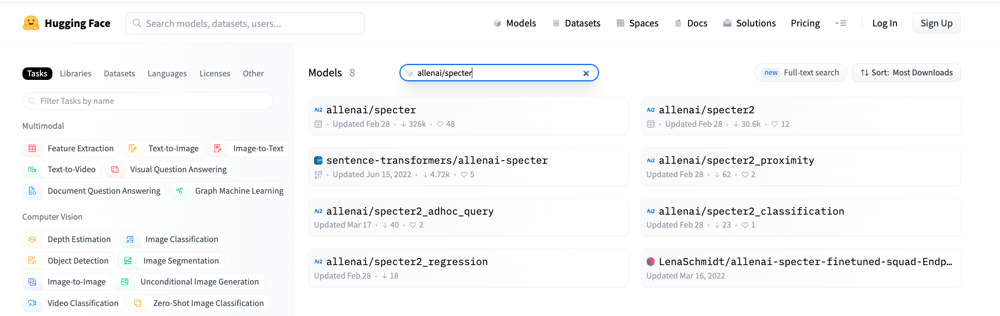 Hugging Face
Search models, datasets, users...
Models
Datasets
Spaces
Docs
Solutions
Pricing
Log In
Sign Up
Tasks
Libraries
Datasets
Languages
Licenses
Other
Filter Tasks by name
Multimodal
Feature Extraction
Text-to-Image
Image-to-Text
Text-to-Video
Visual Question Answering
Document Question Answering
Graph Machine Learning
Computer Vision
Depth Estimation
Image Classification
Object Detection
Image Segmentation
Image-to-Image
Unconditional Image Generation
Video Classification
Zero-Shot Image Classification
Models 8
allenai/specter
new Full-text search
Sort: Most Downloads
Ai2 allenai/specter
Updated Feb 28 • 326k • 48
Ai2 allenai/specter2
Updated Feb 28 • 30.6k • 12
sentence-transformers/allenai-specter
Updated Jun 15, 2022 • 4.72k • 5
Ai2 allenai/specter2_proximity
Updated Feb 28 • 62 • 2
Ai2 allenai/specter2_adhoc_query
Updated Mar 17 • 40 • 2
Ai2 allenai/specter2_classification
Updated Feb 28 • 23 • 1
Ai2 allenai/specter2_regression
Updated Feb 28 • 18
LenaSchmidt/allenai-specter-finetuned-squad-Endp…
Updated Mar 16, 2022